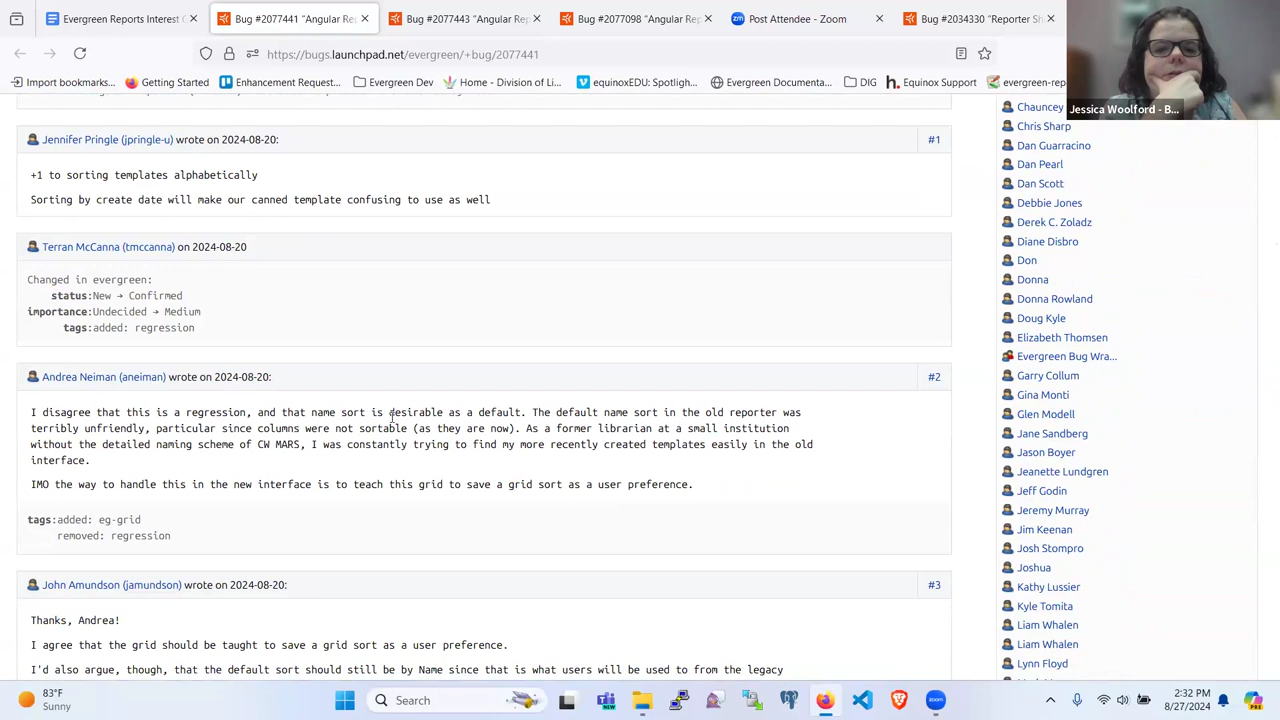 Evergreen Reports Interest G
Bug #2077441 “Angular Re
Bug #2077443 “Angular Rep
Bug #2077098 “Angular Rep
Post Attendee - Zoom
Bug #2034330 “Reporter Sh
https://bugs.launchpad.net/evergreen/+bug/2077441
Import bookmarks...
Getting Started
Enhancement Request...
Evergreen Dev
Home - Division of Li...
equinoxEDU: Spotligh...
Evergreen Documenta...
DIG
Equinox Support
evergreen-rep
Jessica Woolford - B...
Jennifer Pringle (jpringle-u) wrote on 2024-08-20: #1
+1 to sorting templates alphabetically
Sorting by create date will make our canned template confusing to use as well
Terran McCanna (tmccanna) on 2024-08-20
Changed in evergreen:
status: New → Confirmed
importance: Undecided → Medium
tags: added: regression
Andrea Neiman (aneiman) wrote on 2024-08-20: #2
I disagree that this is a regression, and that name sort is desirable as a default. The default name sort in the old reporter was
terribly unfriendly, particular since columns were not sortable (as they are now). As a former librarian at a small institution
without the detailed naming scheme of CW MARS I was constantly trying to find my more recently created templates easily in the old
interface.
IMO the way to handle this in the new interface is to teach this grid to save a grid sort as a user preference.
tags: added: eg-grid
removed: regression
John Amundson (jamundson) wrote on 2024-08-20: #3
Thanks, Andrea!
I agree that the grid should be taught to save a grid sort as a user preference.
I'd also argue, though, that the default sort should still be by Name since that is what users will be used to from the legacy
Chauncey
Chris Sharp
Dan Guarracino
Dan Pearl
Dan Scott
Debbie Jones
Derek C. Zoladz
Diane Disbro
Don
Donna
Donna Rowland
Doug Kyle
Elizabeth Thomsen
Evergreen Bug Wra...
Garry Collum
Gina Monti
Glen Modell
Jane Sandberg
Jason Boyer
Jeanette Lundgren
Jeff Godin
Jeremy Murray
Jim Keenan
Josh Stompro
Joshua
Kathy Lussier
Kyle Tomita
Liam Whalen
Liam Whalen
Lynn Floyd
83°F
Sunny
Search
2:32 PM
8/27/2024